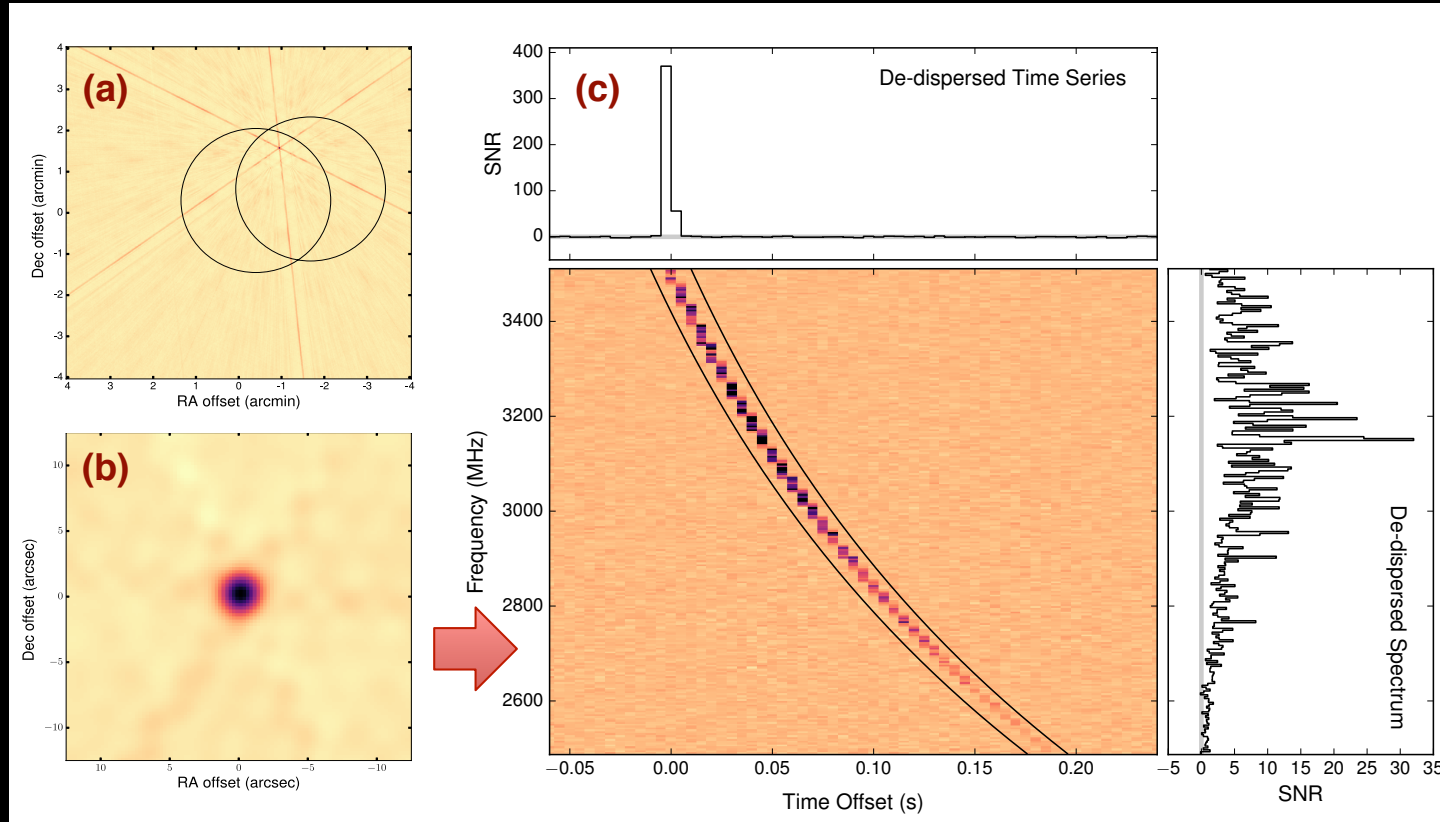 (a)
4
3
2
1
0
-1
-2
-3
-4
4 3 2 1 0 -1 -2 -3 -4
RA offset (arcmin)
Dec offset (arcmin)
(b)
10
5
0
−5
−10
10 5 0 −5 −10
RA offset (arcsec)
Dec offset (arcsec)
(c)
De-dispersed Time Series
400
300
200
100
0
SNR
3400
3200
3000
2800
2600
Frequency (MHz)
−0.05 0.00 0.05 0.10 0.15 0.20
Time Offset (s)
De-dispersed Spectrum
−5 0 5 10 15 20 25 30 35
SNR